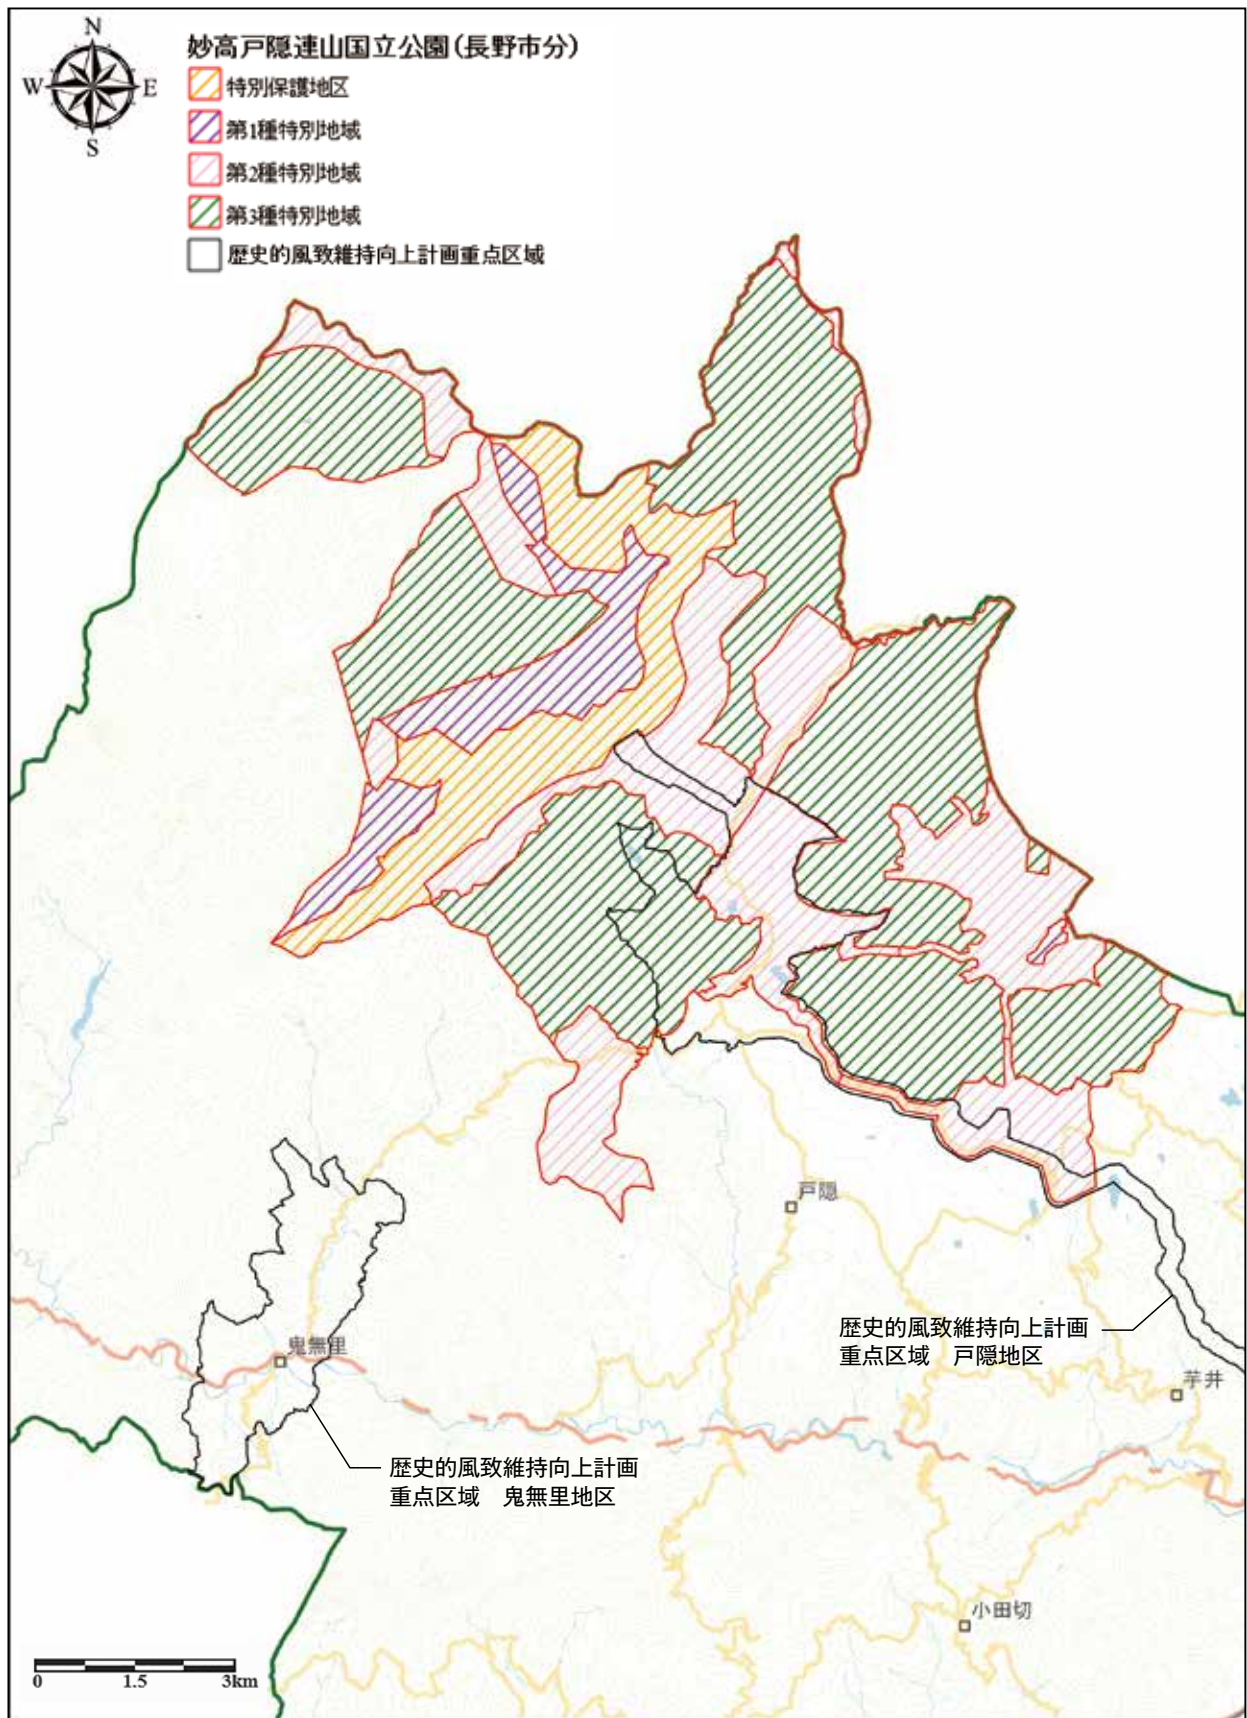 N
W
E
S
妙高戸隠連山国立公園(長野市分)
特別保護地区
第1種特別地域
第2種特別地域
第3種特別地域
歴史的風致維持向上計画重点区域
戸隠
歴史的風致維持向上計画
重点区域 戸隠地区
鬼無里
芋井
歴史的風致維持向上計画
重点区域 鬼無里地区
小田切
0 1.5 3km